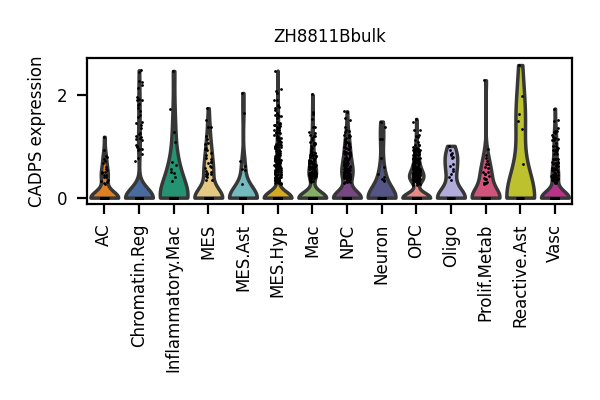 ZH8811Bbulk
CADPS expression
2
0
AC
Chromatin.Reg
Inflammatory.Mac
MES
MES.Ast
MES.Hyp
Mac
NPC
Neuron
OPC
Oligo
Prolif.Metab
Reactive.Ast
Vasc